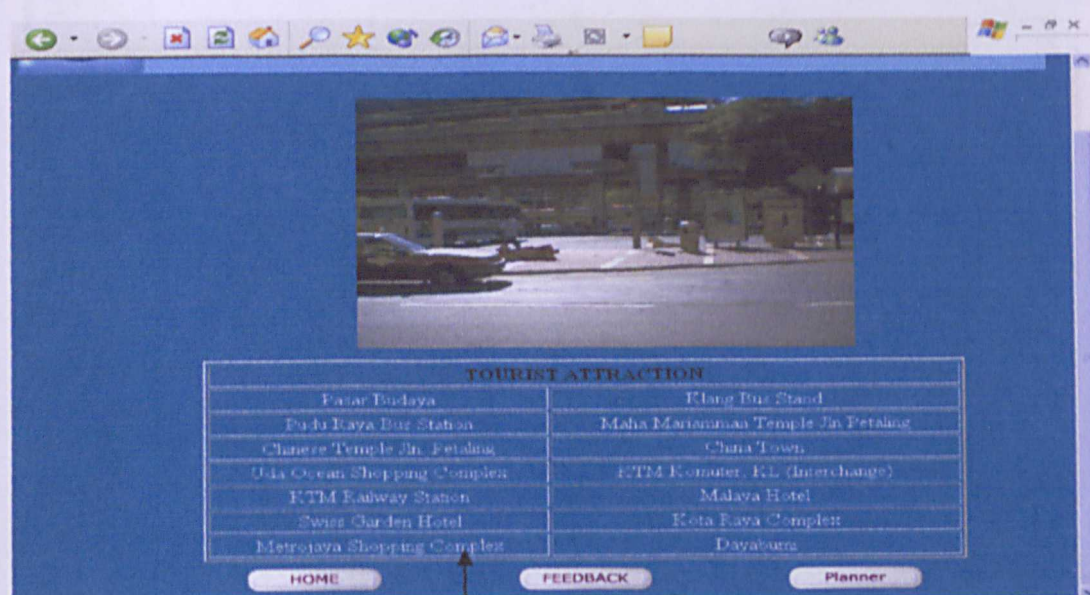 TOURIST ATTRACTION
Pasar Budaya Klang Bus Stand
Pudu Raya Bus Station Maha Mariamman Temple Jln Petaling
Chinese Temple Jln. Petaling China Town
Uda Ocean Shopping Complex KTM Komuter, KL (Interchange)
KTM Railway Station Malaya Hotel
Swiss Garden Hotel Kota Raya Complex
Metrojaya Shopping Complex Dayabumi
HOME FEEDBACK Planner